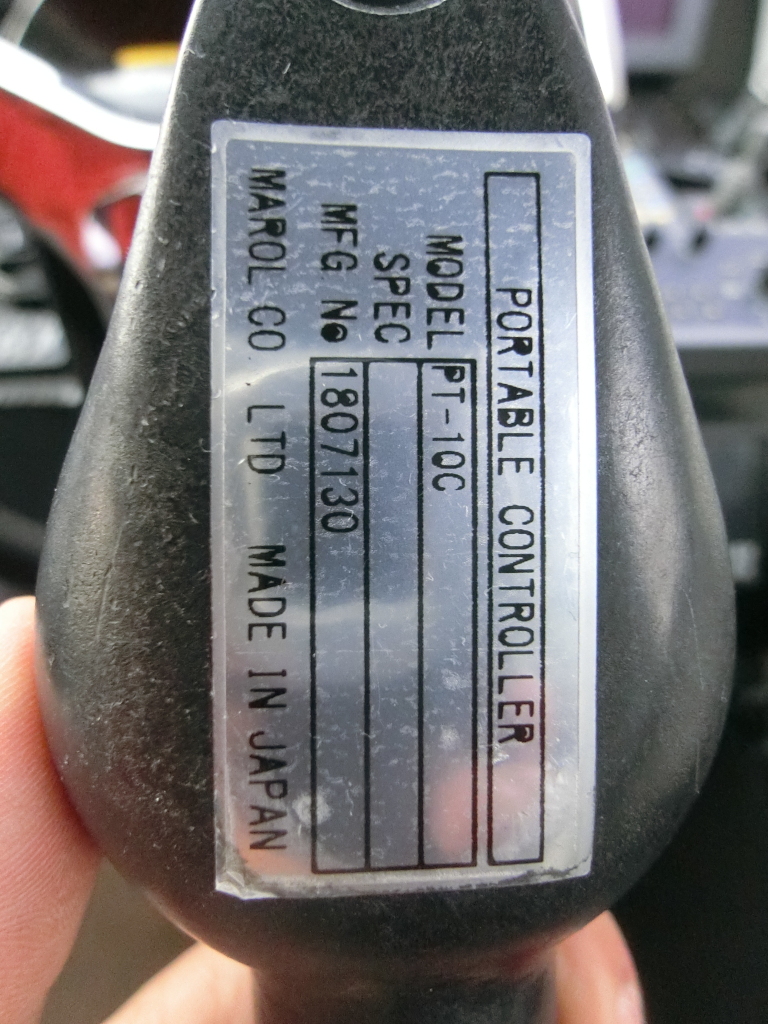 PORTABLE CONTROLLER
MODEL PT-10C
SPEC
MFG No 1807130
MAROL CO LTD MADE IN JAPAN